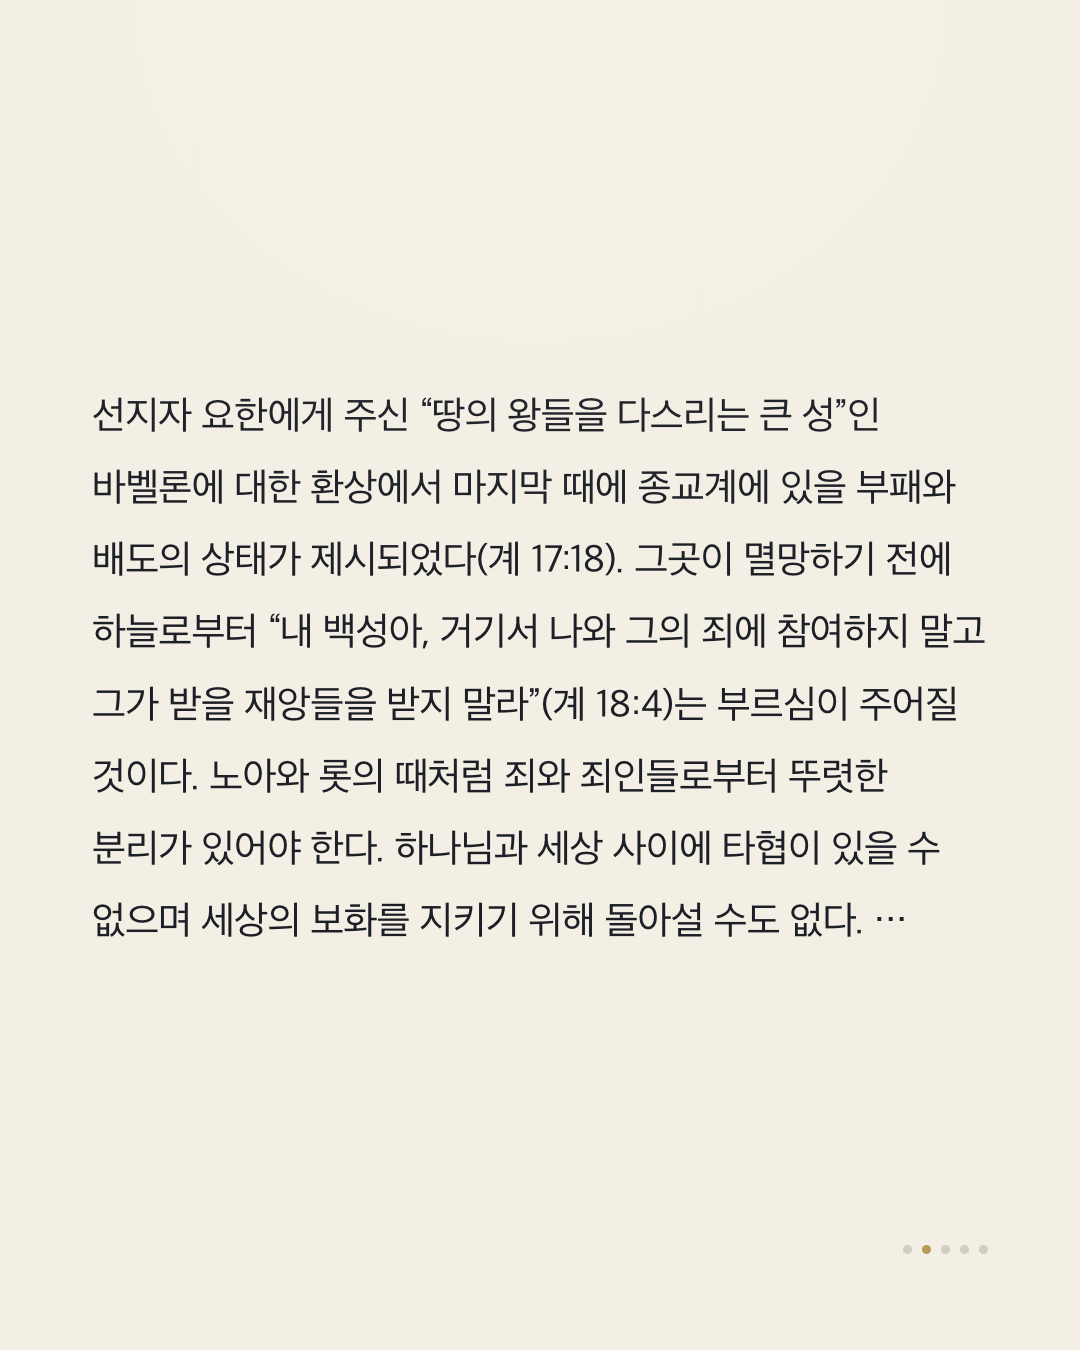 선지자 요한에게 주신 “땅의 왕들을 다스리는 큰 성”인
바벨론에 대한 환상에서 마지막 때에 종교계에 있을 부패와
배도의 상태가 제시되었다(계 17:18). 그곳이 멸망하기 전에
하늘로부터 “내 백성아, 거기서 나와 그의 죄에 참여하지 말고
그가 받을 재앙들을 받지 말라”(계 18:4)는 부르심이 주어질
것이다. 노아와 롯의 때처럼 죄와 죄인들로부터 뚜렷한
분리가 있어야 한다. 하나님과 세상 사이에 타협이 있을 수
없으며 세상의 보화를 지키기 위해 돌아설 수도 없다. …